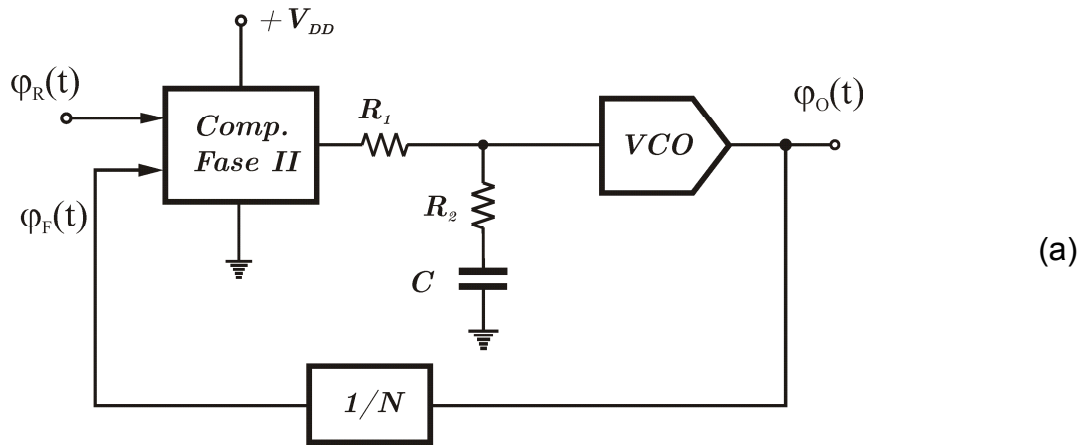 + V_DD
φ_R(t)
Comp.
Fase II
R_1
VCO
φ_O(t)
φ_F(t)
R_2
C
(a)
1/N